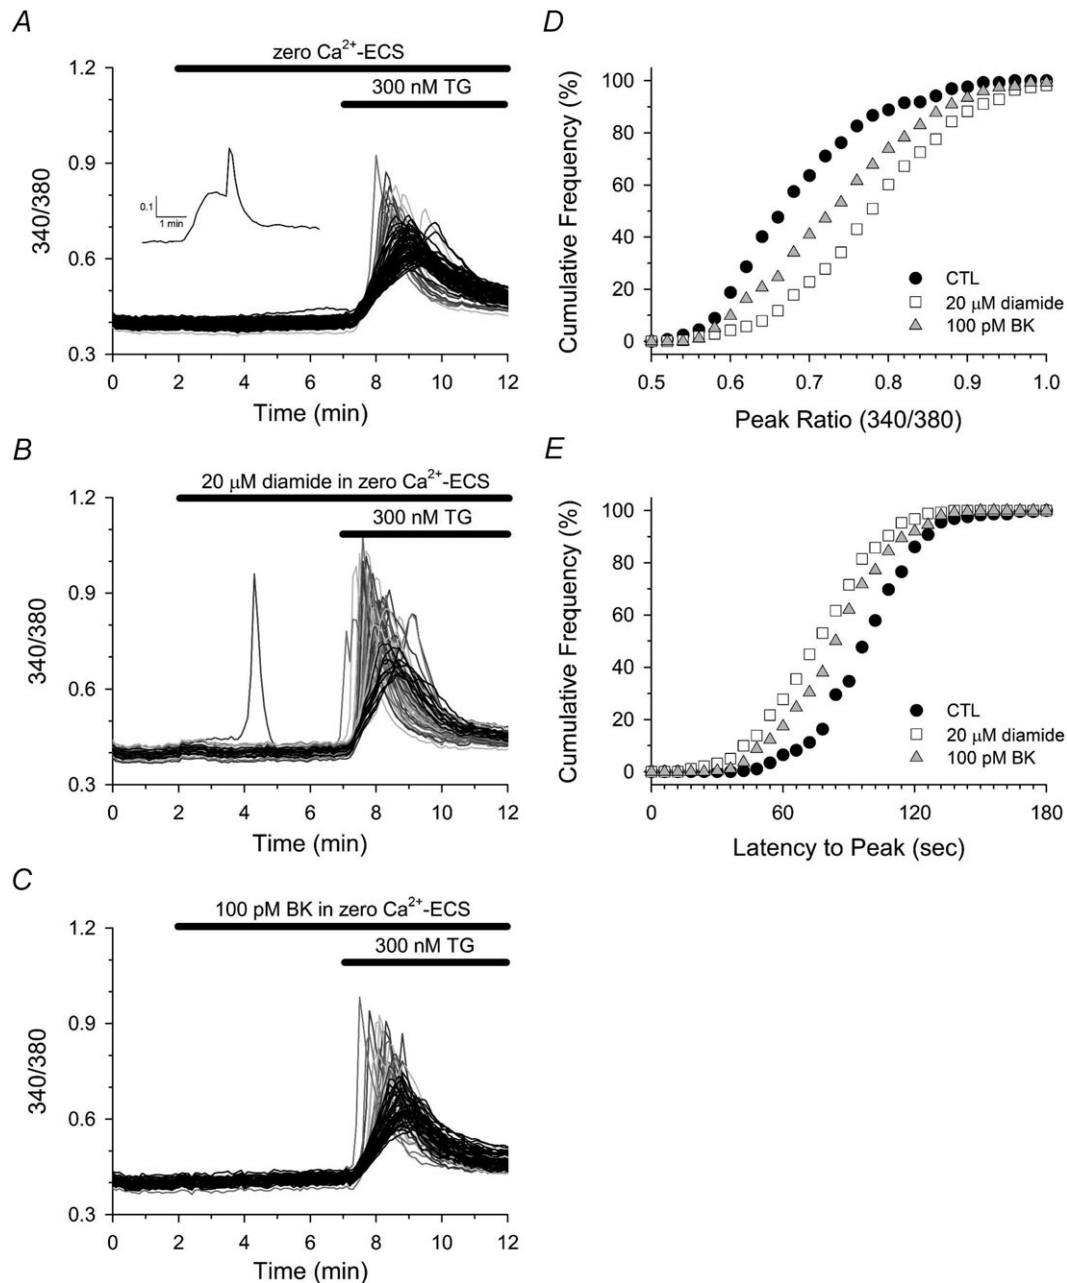 A
zero Ca²⁺-ECS
300 nM TG
1.2
0.9
0.6
0.3
340/380
0.1
1 min
0 2 4 6 8 10 12
Time (min)
B
20 μM diamide in zero Ca²⁺-ECS
300 nM TG
1.2
0.9
0.6
0.3
340/380
0 2 4 6 8 10 12
Time (min)
C
100 pM BK in zero Ca²⁺-ECS
300 nM TG
1.2
0.9
0.6
0.3
340/380
0 2 4 6 8 10 12
Time (min)
D
100
80
60
40
20
0
Cumulative Frequency (%)
CTL
20 μM diamide
100 pM BK
0.5 0.6 0.7 0.8 0.9 1.0
Peak Ratio (340/380)
E
100
80
60
40
20
0
Cumulative Frequency (%)
CTL
20 μM diamide
100 pM BK
0 60 120 180
Latency to Peak (sec)